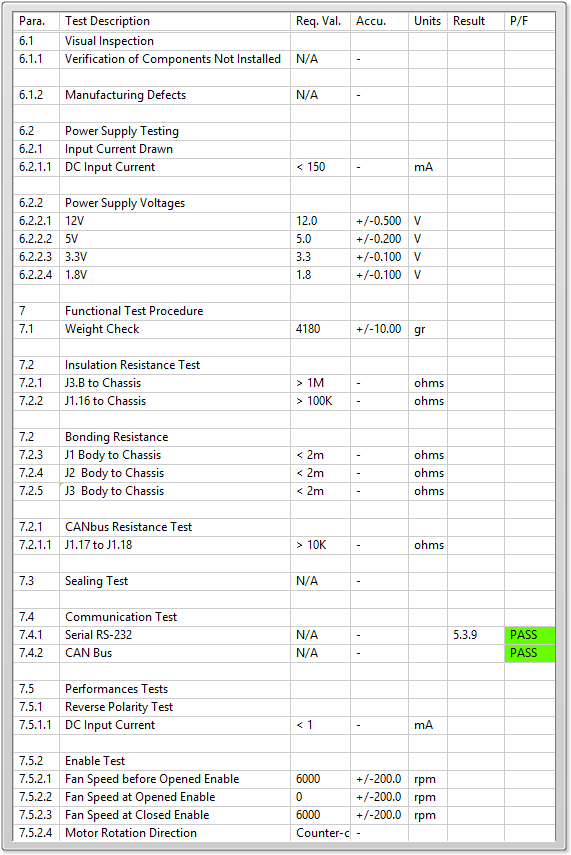 Para. Test Description Req. Val. Accu. Units Result P/F
6.1 Visual Inspection
6.1.1 Verification of Components Not Installed N/A -
6.1.2 Manufacturing Defects N/A -
6.2 Power Supply Testing
6.2.1 Input Current Drawn
6.2.1.1 DC Input Current < 150 - mA
6.2.2 Power Supply Voltages
6.2.2.1 12V 12.0 +/-0.500 V
6.2.2.2 5V 5.0 +/-0.200 V
6.2.2.3 3.3V 3.3 +/-0.100 V
6.2.2.4 1.8V 1.8 +/-0.100 V
7 Functional Test Procedure
7.1 Weight Check 4180 +/-10.00 gr
7.2 Insulation Resistance Test
7.2.1 J3.B to Chassis > 1M - ohms
7.2.2 J1.16 to Chassis > 100K - ohms
7.2 Bonding Resistance
7.2.3 J1 Body to Chassis < 2m - ohms
7.2.4 J2 Body to Chassis < 2m - ohms
7.2.5 J3 Body to Chassis < 2m - ohms
7.2.1 CANbus Resistance Test
7.2.1.1 J1.17 to J1.18 > 10K - ohms
7.3 Sealing Test N/A -
7.4 Communication Test
7.4.1 Serial RS-232 N/A - 5.3.9 PASS
7.4.2 CAN Bus N/A - PASS
7.5 Performances Tests
7.5.1 Reverse Polarity Test
7.5.1.1 DC Input Current < 1 - mA
7.5.2 Enable Test
7.5.2.1 Fan Speed before Opened Enable 6000 +/-200.0 rpm
7.5.2.2 Fan Speed at Opened Enable 0 +/-200.0 rpm
7.5.2.3 Fan Speed at Closed Enable 6000 +/-200.0 rpm
7.5.2.4 Motor Rotation Direction Counter-c -